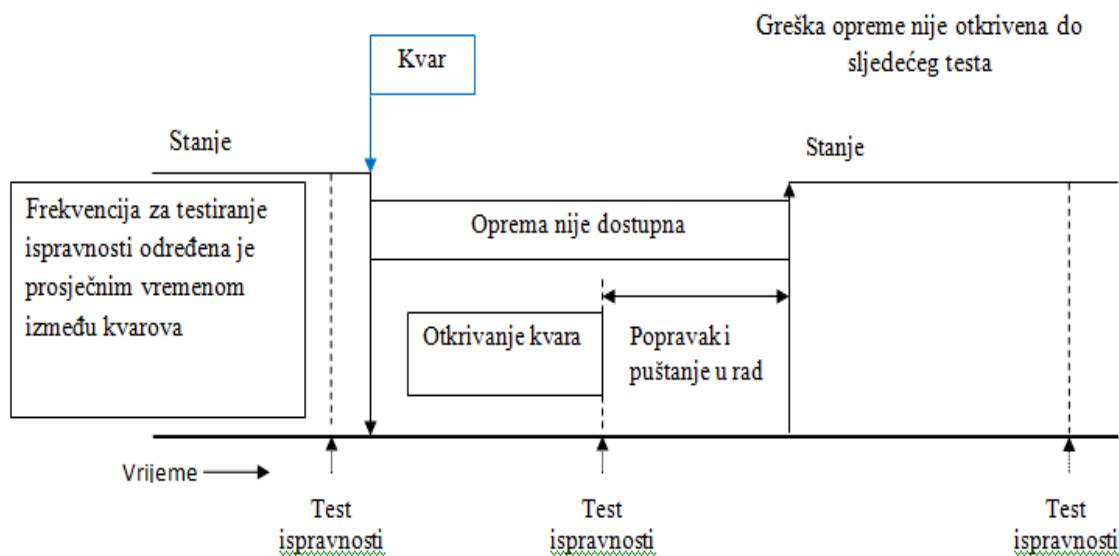 Greška opreme nije otkrivena do
sljedećeg testa
Kvar
Stanje
Stanje
Frekvencija za testiranje
ispravnosti određena je
prosječnim vremenom
između kvarova
Oprema nije dostupna
Otkrivanje kvara
Popravak i
puštanje u rad
Vrijeme
Test
ispravnosti
Test
ispravnosti
Test
ispravnosti